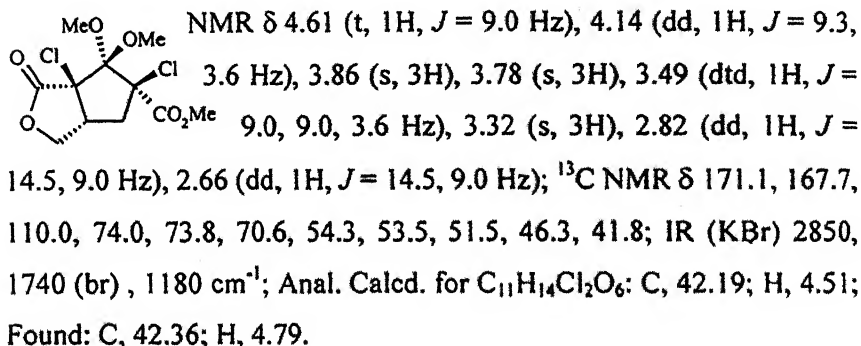 MeO
OMe
Cl
O
Cl
O
CO₂Me
NMR δ 4.61 (t, 1H, J = 9.0 Hz), 4.14 (dd, 1H, J = 9.3,
3.6 Hz), 3.86 (s, 3H), 3.78 (s, 3H), 3.49 (dtd, 1H, J =
9.0, 9.0, 3.6 Hz), 3.32 (s, 3H), 2.82 (dd, 1H, J =
14.5, 9.0 Hz), 2.66 (dd, 1H, J = 14.5, 9.0 Hz); ¹³C NMR δ 171.1, 167.7,
110.0, 74.0, 73.8, 70.6, 54.3, 53.5, 51.5, 46.3, 41.8; IR (KBr) 2850,
1740 (br) , 1180 cm⁻¹; Anal. Calcd. for C₁₁H₁₄Cl₂O₆: C, 42.19; H, 4.51;
Found: C, 42.36; H, 4.79.